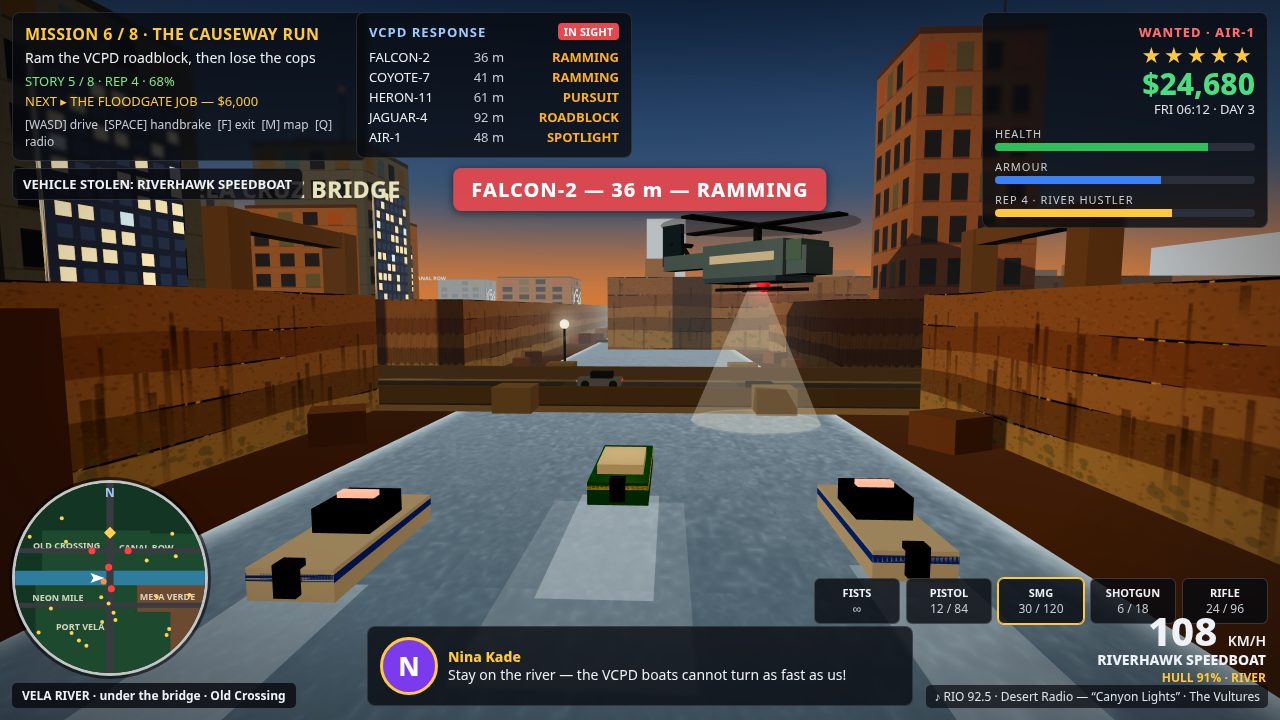 MISSION 6 / 8 · THE CAUSEWAY RUN
Ram the VCPD roadblock, then lose the cops
STORY 5 / 8 · REP 4 · 68%
NEXT ▸ THE FLOODGATE JOB — $6,000
[WASD] drive [SPACE] handbrake [F] exit [M] map [Q]
radio
VEHICLE STOLEN: RIVERHAWK SPEEDBOAT
BRIDGE
VCPD RESPONSE IN SIGHT
FALCON-2 36 m RAMMING
COYOTE-7 41 m RAMMING
HERON-11 61 m PURSUIT
JAGUAR-4 92 m ROADBLOCK
AIR-1 48 m SPOTLIGHT
FALCON-2 — 36 m — RAMMING
WANTED · AIR-1
★★★★★
$24,680
FRI 06:12 · DAY 3
HEALTH
ARMOUR
REP 4 · RIVER HUSTLER
N
OLD CROSSING
CANAL ROW
NEON MILE
MESA VERDE
PORT VELA
VELA RIVER · under the bridge · Old Crossing
N
Nina Kade
Stay on the river — the VCPD boats cannot turn as fast as us!
FISTS
∞
PISTOL
12 / 84
SMG
30 / 120
SHOTGUN
6 / 18
RIFLE
24 / 96
108 KM/H
RIVERHAWK SPEEDBOAT
HULL 91% · RIVER
♪ RIO 92.5 · Desert Radio — “Canyon Lights” · The Vultures